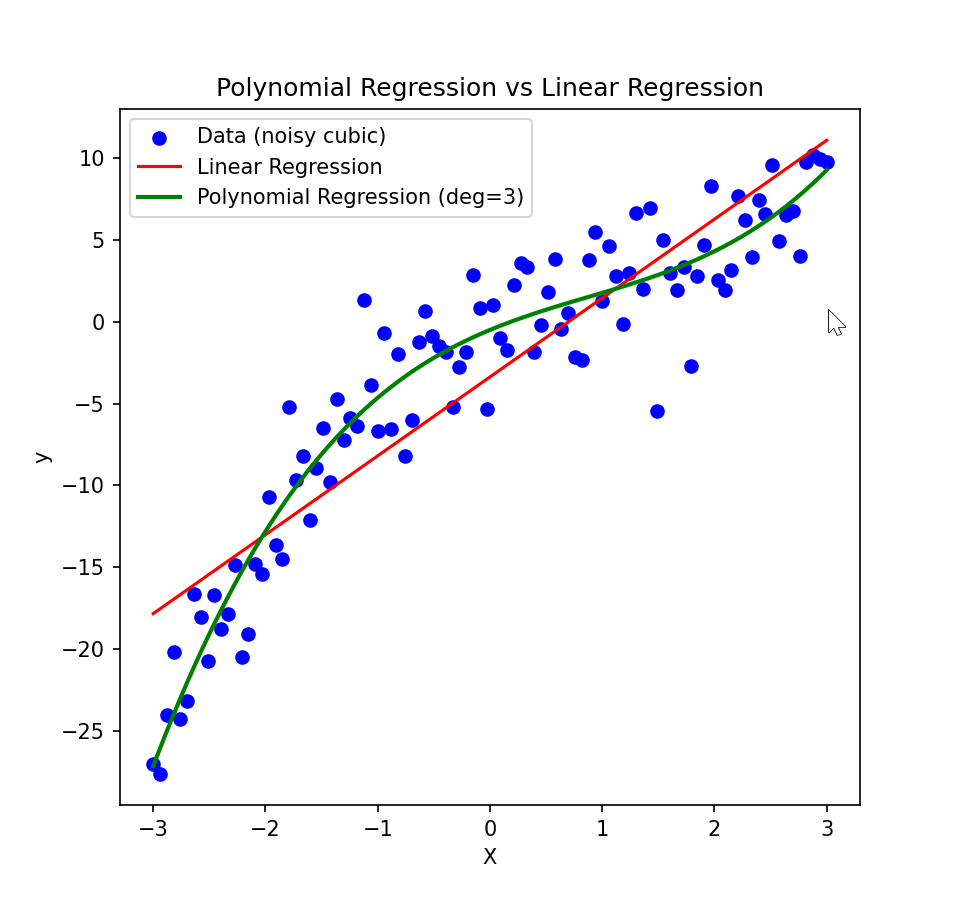 Polynomial Regression vs Linear Regression
Data (noisy cubic)
Linear Regression
Polynomial Regression (deg=3)
10
5
0
−5
−10
−15
−20
−25
y
−3 −2 −1 0 1 2 3
X